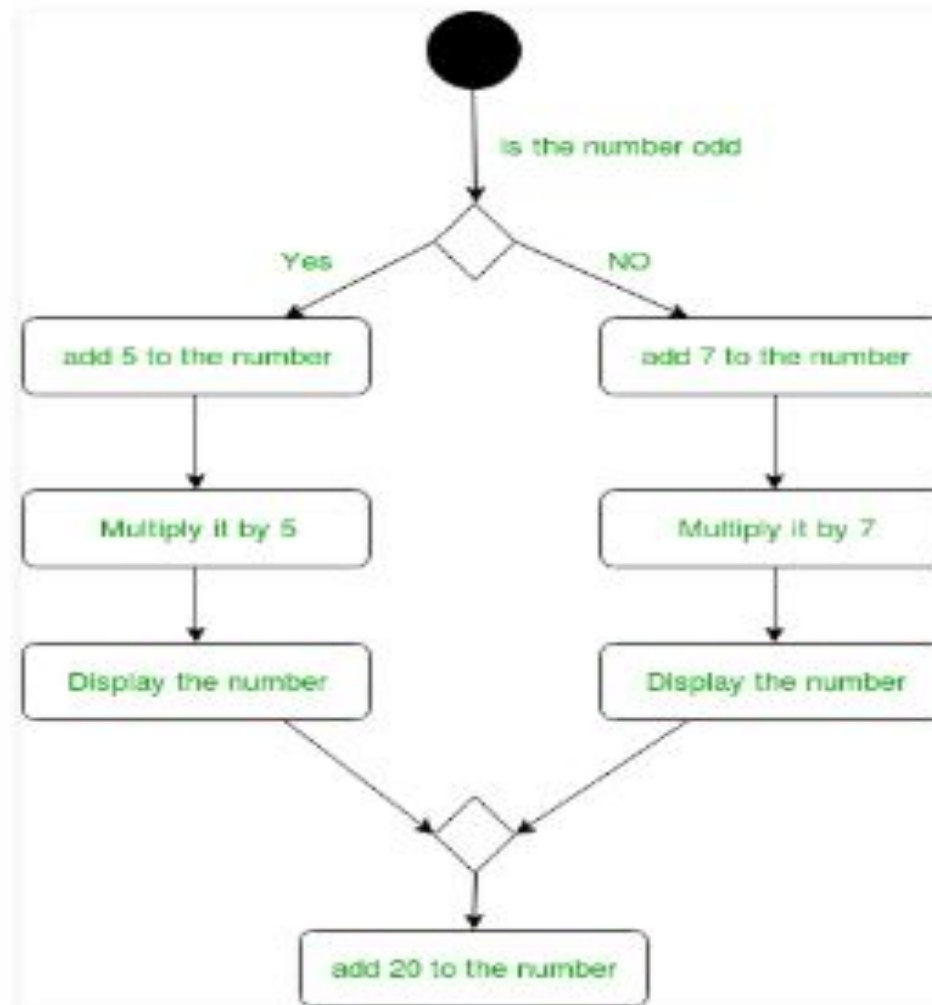 Is the number odd
Yes
NO
add 5 to the number
add 7 to the number
Multiply it by 5
Multiply it by 7
Display the number
Display the number
add 20 to the number